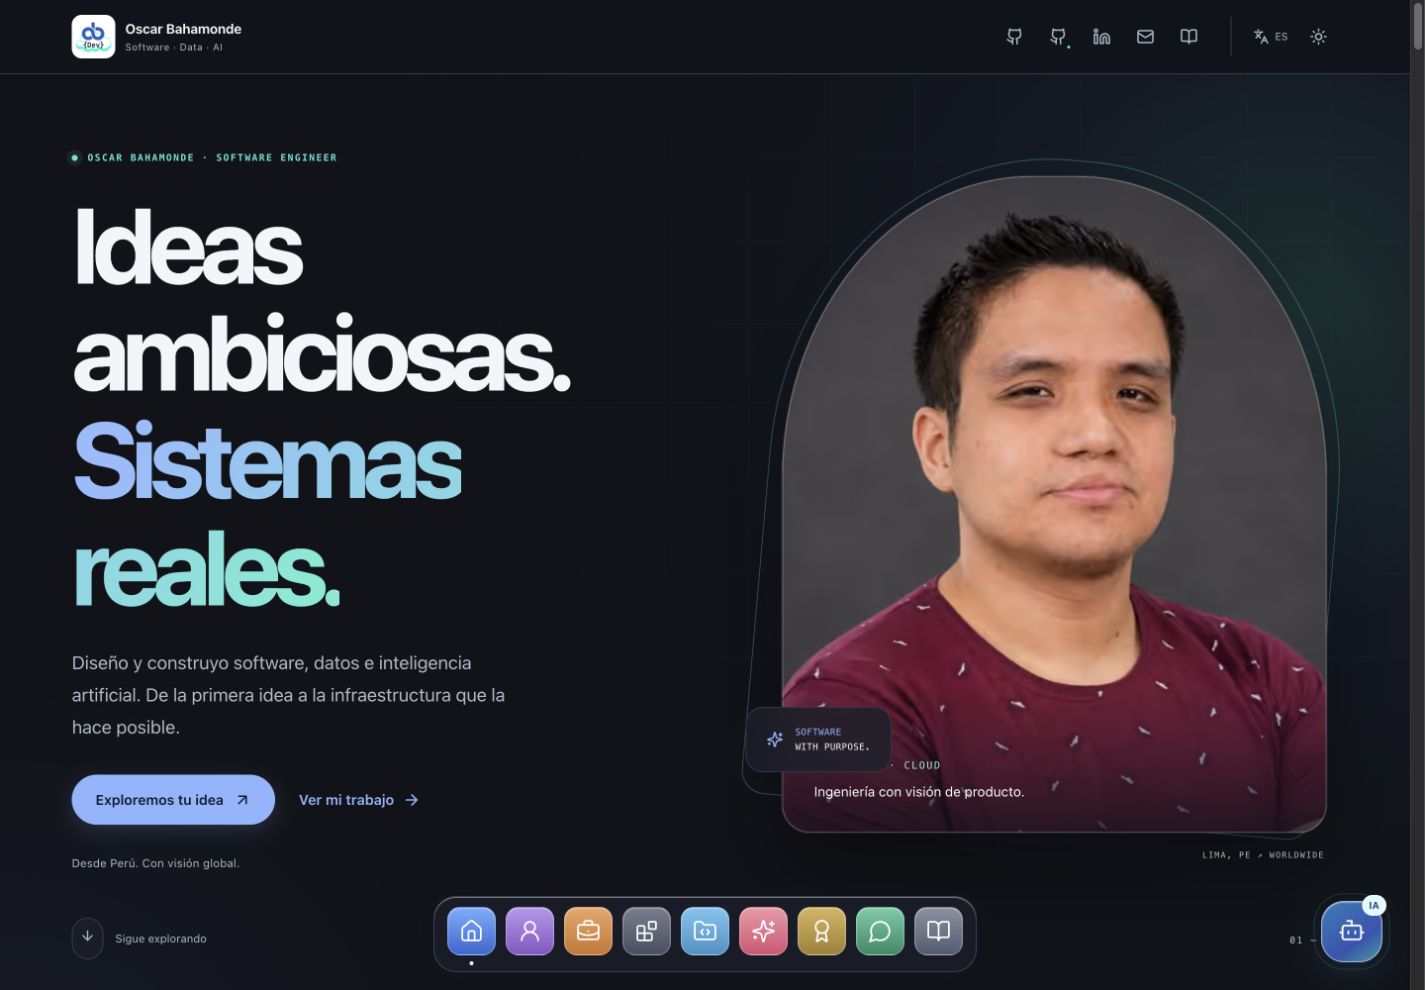 Oscar Bahamonde
Software · Data · AI
{Dev}
ES
OSCAR BAHAMONDE · SOFTWARE ENGINEER
Ideas
ambiciosas.
Sistemas
reales.
Diseño y construyo software, datos e inteligencia
artificial. De la primera idea a la infraestructura que la
hace posible.
Exploremos tu idea
Ver mi trabajo
Desde Perú. Con visión global.
Sigue explorando
SOFTWARE
WITH PURPOSE.
· CLOUD
Ingeniería con visión de producto.
LIMA, PE ↗ WORLDWIDE
01 —
IA